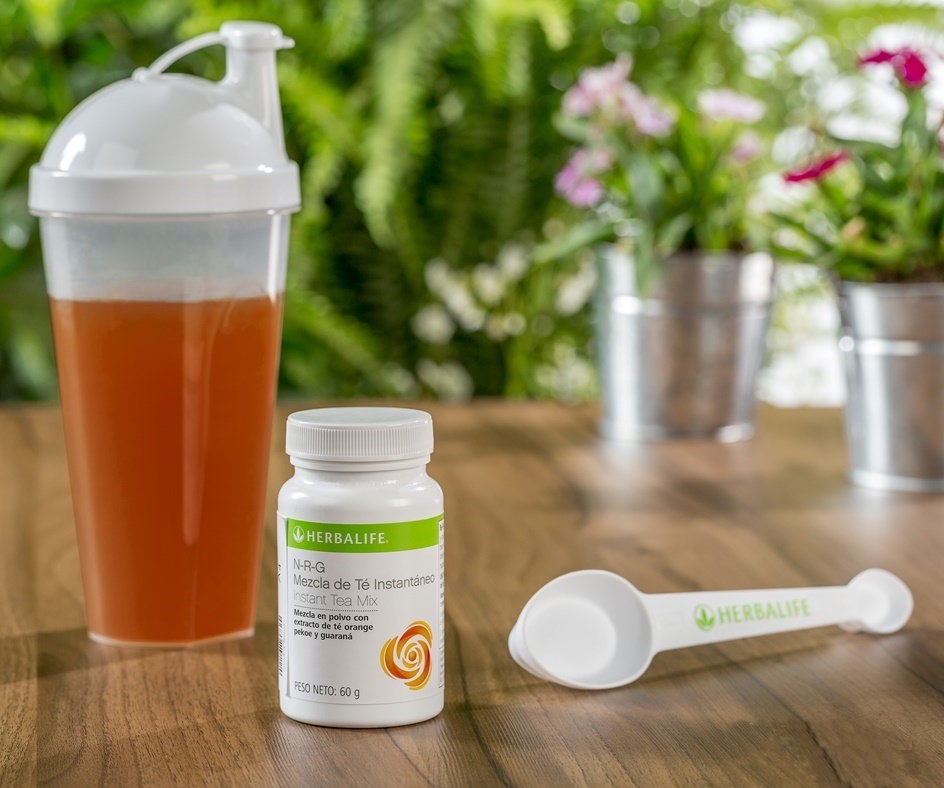 HERBALIFE
N-R-G
Mezcla de Té Instantáneo
Instant Tea Mix
Mezcla en polvo con
extracto de té orange
pekoe y guaraná
PESO NETO: 60 g
HERBALIFE